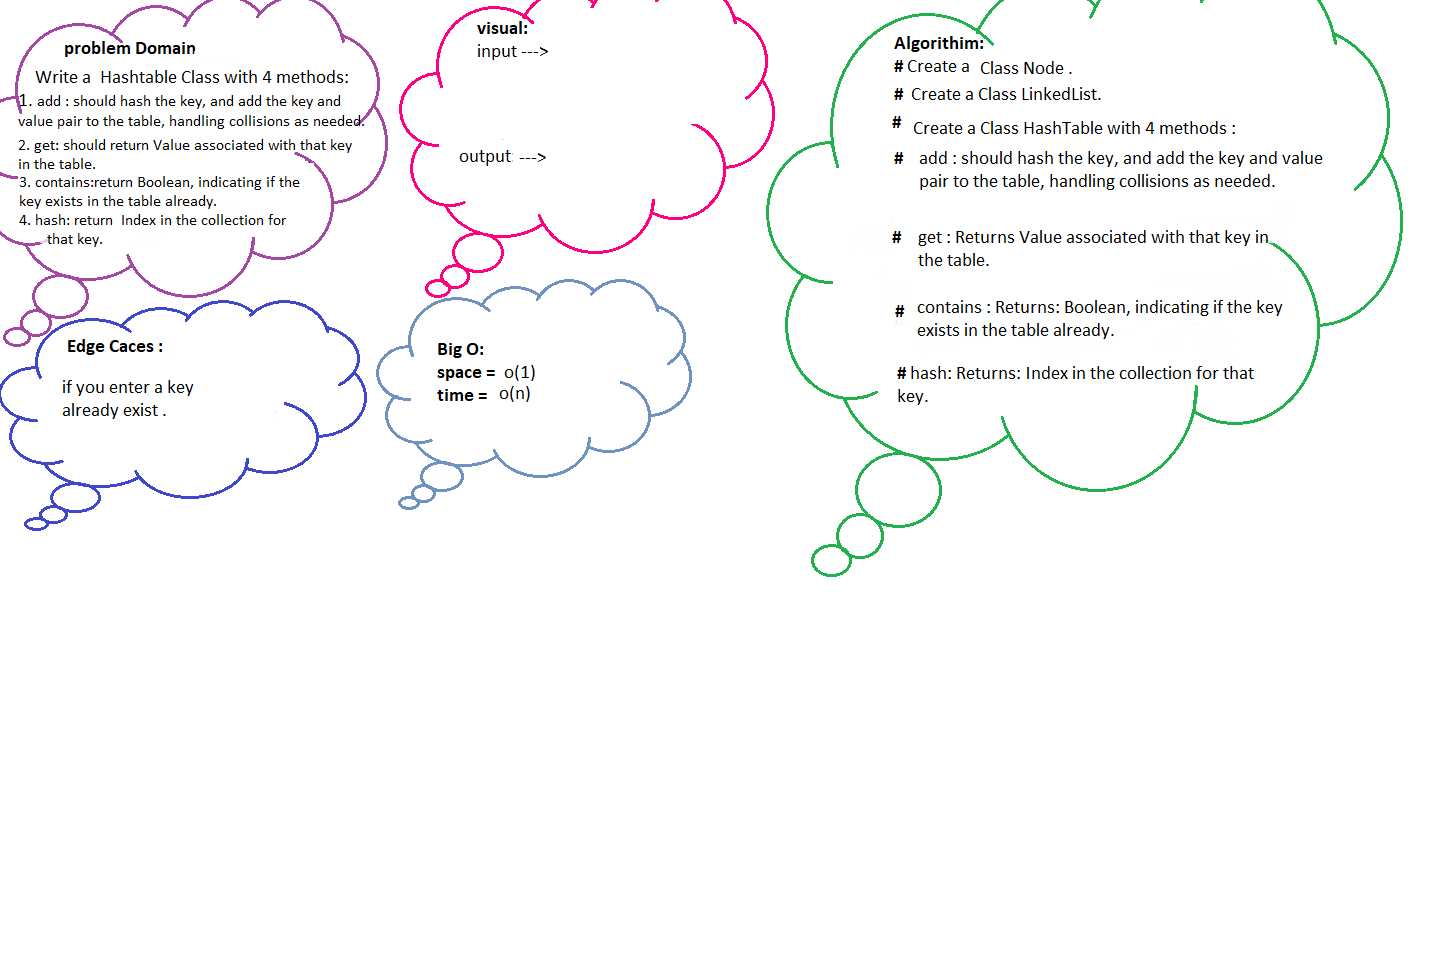 problem Domain
Write a Hashtable Class with 4 methods:
1. add : should hash the key, and add the key and
value pair to the table, handling collisions as needed.
2. get: should return Value associated with that key
in the table.
3. contains:return Boolean, indicating if the
key exists in the table already.
4. hash: return Index in the collection for
that key.
visual:
input --->
output --->
Edge Caces :
if you enter a key
already exist .
Big O:
space = o(1)
time = o(n)
Algorithim:
# Create a Class Node .
# Create a Class LinkedList.
# Create a Class HashTable with 4 methods :
# add : should hash the key, and add the key and value
pair to the table, handling collisions as needed.
# get : Returns Value associated with that key in
the table.
# contains : Returns: Boolean, indicating if the key
exists in the table already.
# hash: Returns: Index in the collection for that
key.